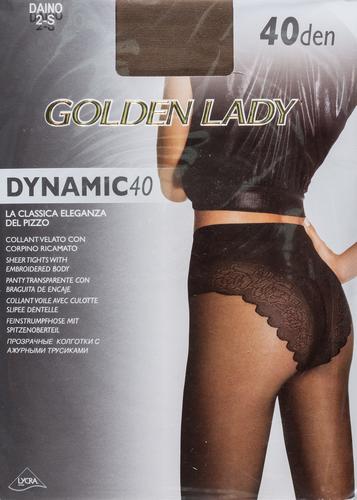 DAINO
2-S
40den
GOLDEN LADY
DYNAMIC40
LA CLASSICA ELEGANZA
DEL PIZZO
COLLANT VELATO CON
CORPINO RICAMATO
SHEER TIGHTS WITH
EMBROIDERED BODY
PANTY TRANSPARENTE CON
BRAGUITA DE ENCAJE
COLLANT VOILE AVEC CULOTTE
SLIPEE DENTELLE
FEINSTRUMPFHOSE MIT
SPITZENOBERTEIL
ПРОЗРАЧНЫЕ КОЛГОТКИ С
АЖУРНЫМИ ТРУСИКАМИ
LYCRA